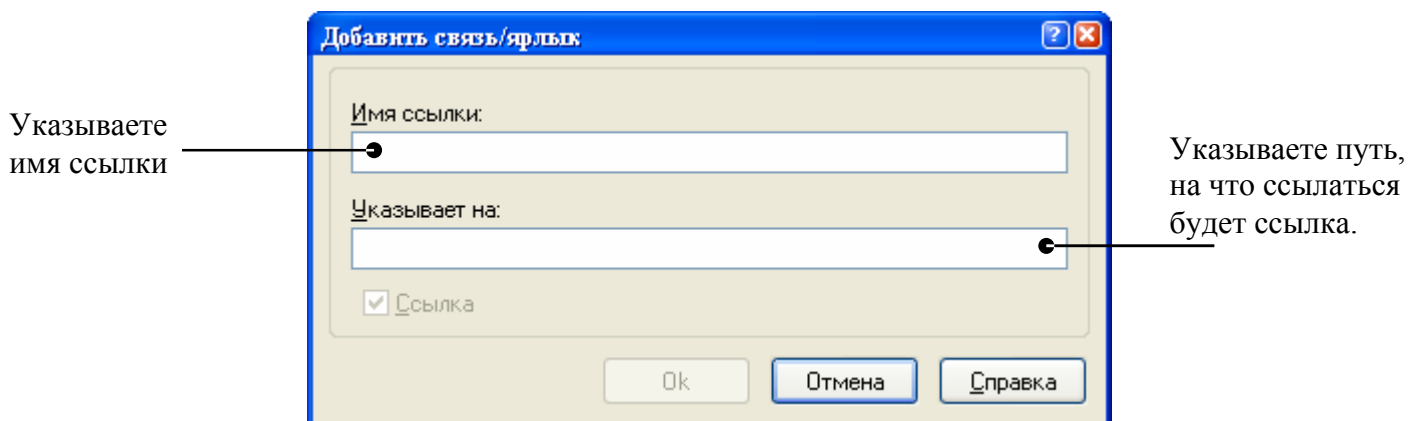 Добавить связь/ярлык
Указываете
имя ссылки
Имя ссылки:
Указываете путь,
на что ссылаться
будет ссылка.
Указывает на:
Ссылка
Ok
Отмена
Справка